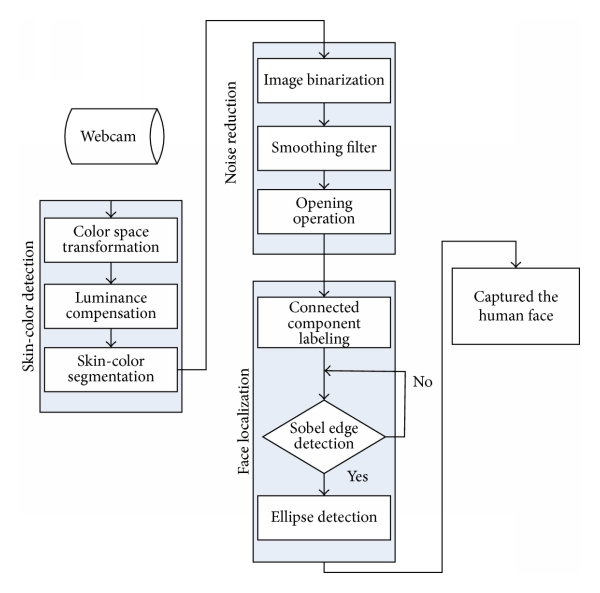 Webcam
Skin-color detection
Color space
transformation
Luminance
compensation
Skin-color
segmentation
Noise reduction
Image binarization
Smoothing filter
Opening
operation
Face localization
Connected
component
labeling
No
Sobel edge
detection
Yes
Ellipse detection
Captured the
human face